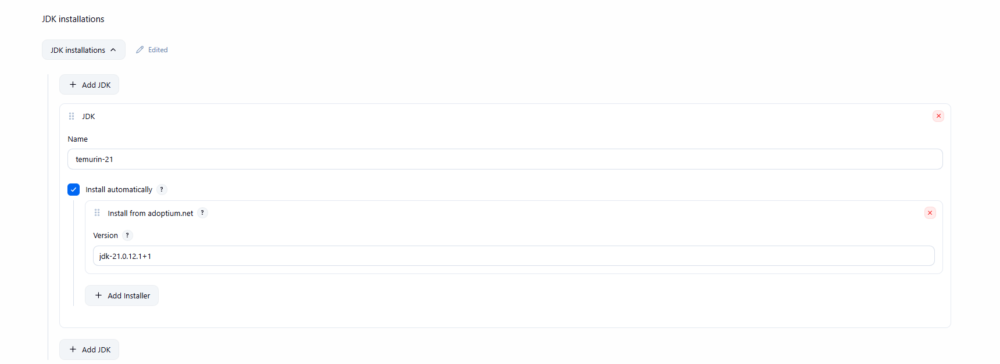 JDK installations
JDK installations Edited
+ Add JDK
JDK
Name
temurin-21
Install automatically ?
Install from adoptium.net ?
Version ?
jdk-21.0.12.1+1
+ Add Installer
+ Add JDK